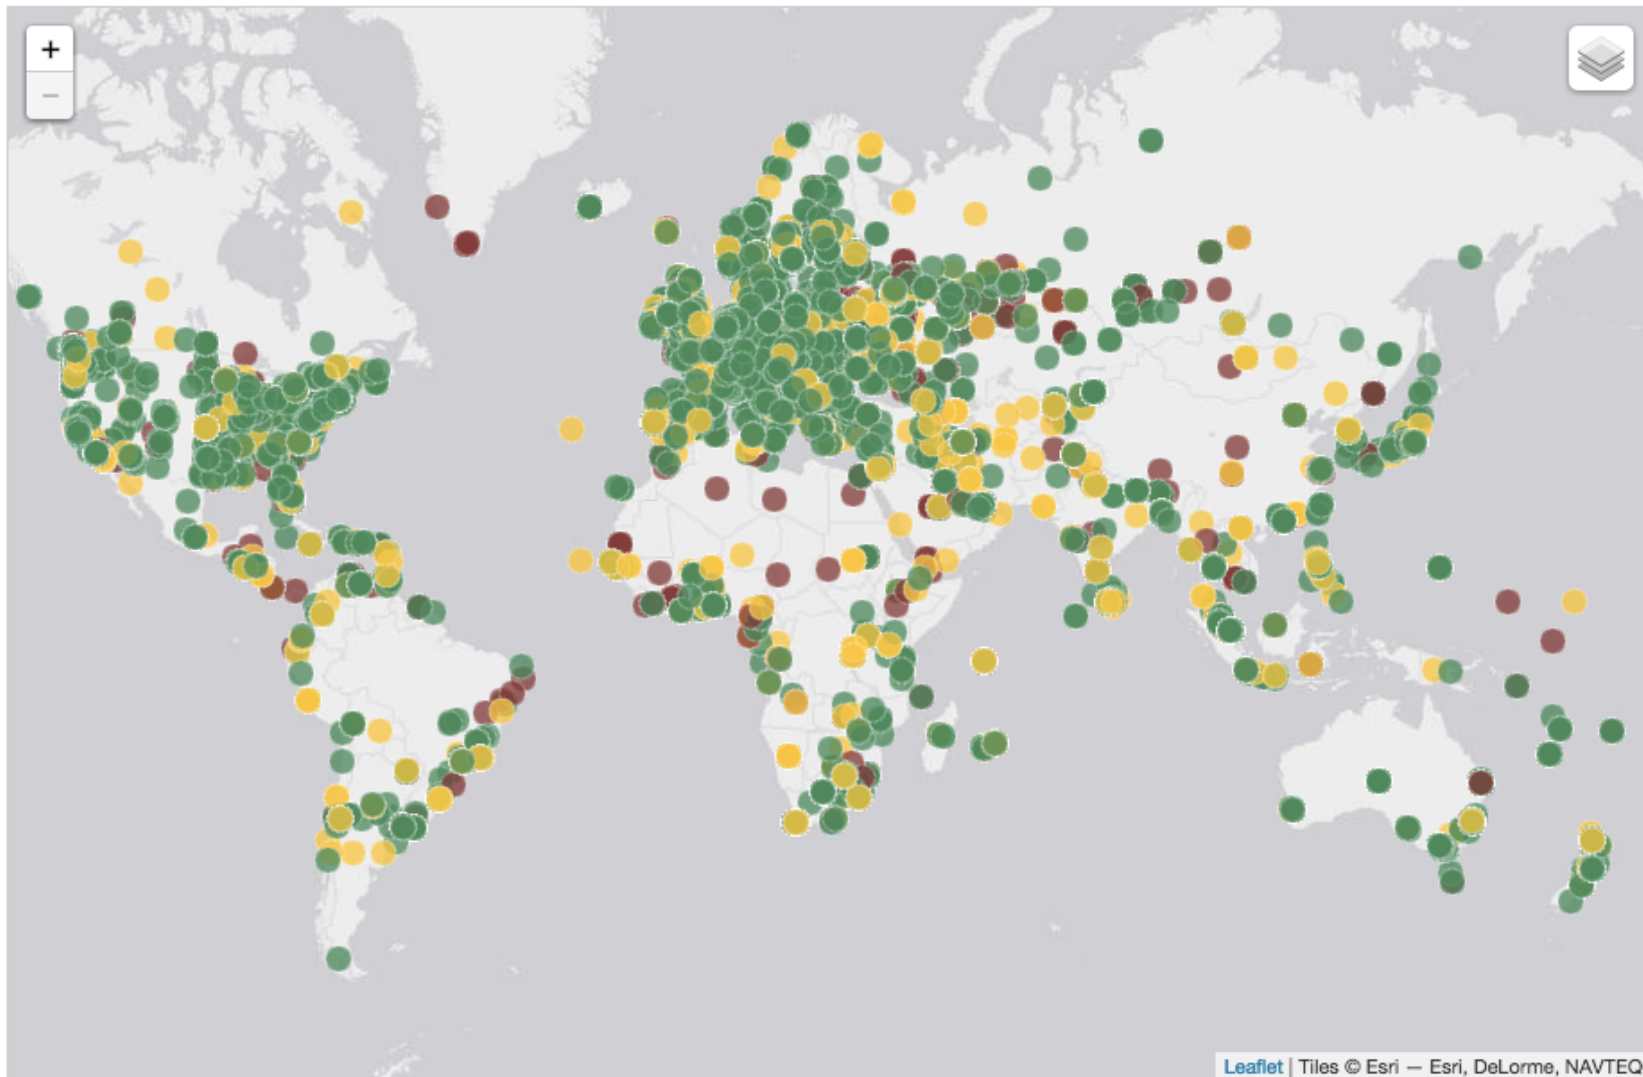 +
−
Leaflet | Tiles © Esri — Esri, DeLorme, NAVTEQ